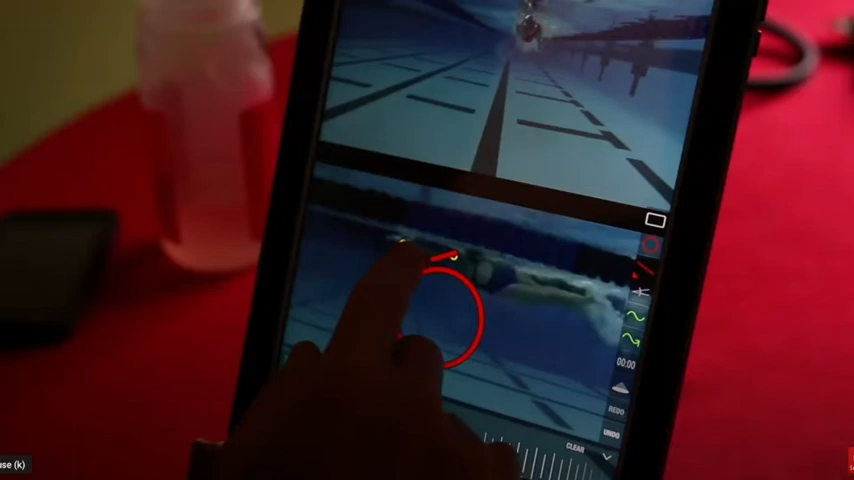 00:00
REDO
UNDO
CLEAR
use (k)